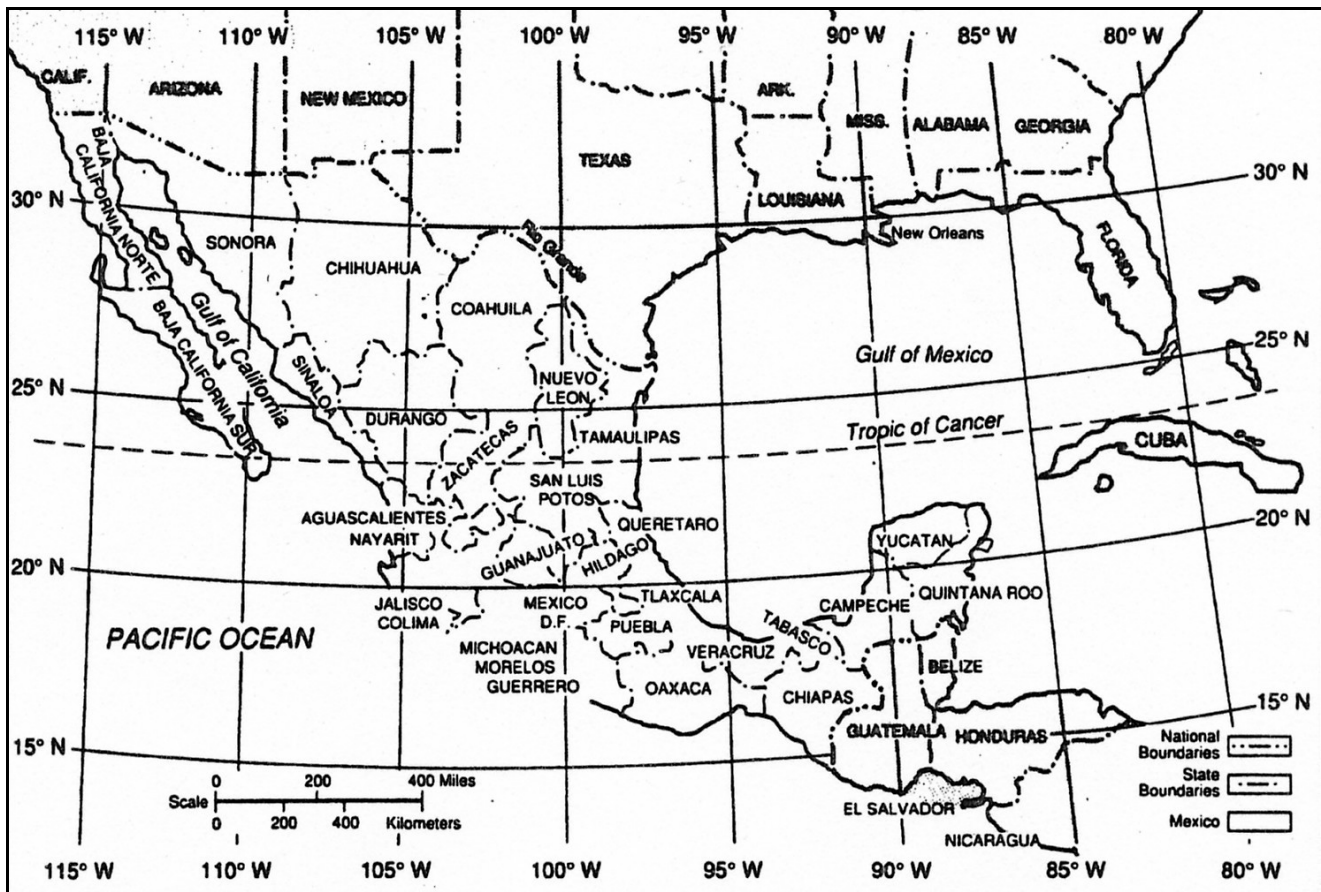 115° W 110° W 105° W 100° W 95° W 90° W 85° W 80° W
CALIF.
ARIZONA
NEW MEXICO
TEXAS
ARK.
MISS.
ALABAMA
GEORGIA
LOUISIANA
New Orleans
FLORIDA
30° N
30° N
BAJA
CALIFORNIA NORTE
SONORA
CHIHUAHUA
Rio Grande
COAHUILA
Gulf of California
BAJA CALIFORNIA SUR
SINALOA
NUEVO
LEON
Gulf of Mexico
25° N
25° N
DURANGO
ZACATECAS
TAMAULIPAS
Tropic of Cancer
CUBA
SAN LUIS
POTOS
AGUASCALIENTES
NAYARIT
QUERETARO
GUANAJUATO
HILDAGO
YUCATAN
20° N
20° N
JALISCO
COLIMA
MEXICO
D.F.
TLAXCALA
PUEBLA
CAMPECHE
QUINTANA ROO
PACIFIC OCEAN
MICHOACAN
MORELOS
GUERRERO
VERACRUZ
TABASCO
OAXACA
CHIAPAS
BELIZE
GUATEMALA
HONDURAS
15° N
15° N
EL SALVADOR
NICARAGUA
0 200 400 Miles
Scale
0 200 400 Kilometers
National
Boundaries
State
Boundaries
Mexico
115° W 110° W 105° W 100° W 95° W 90° W 85° W 80° W